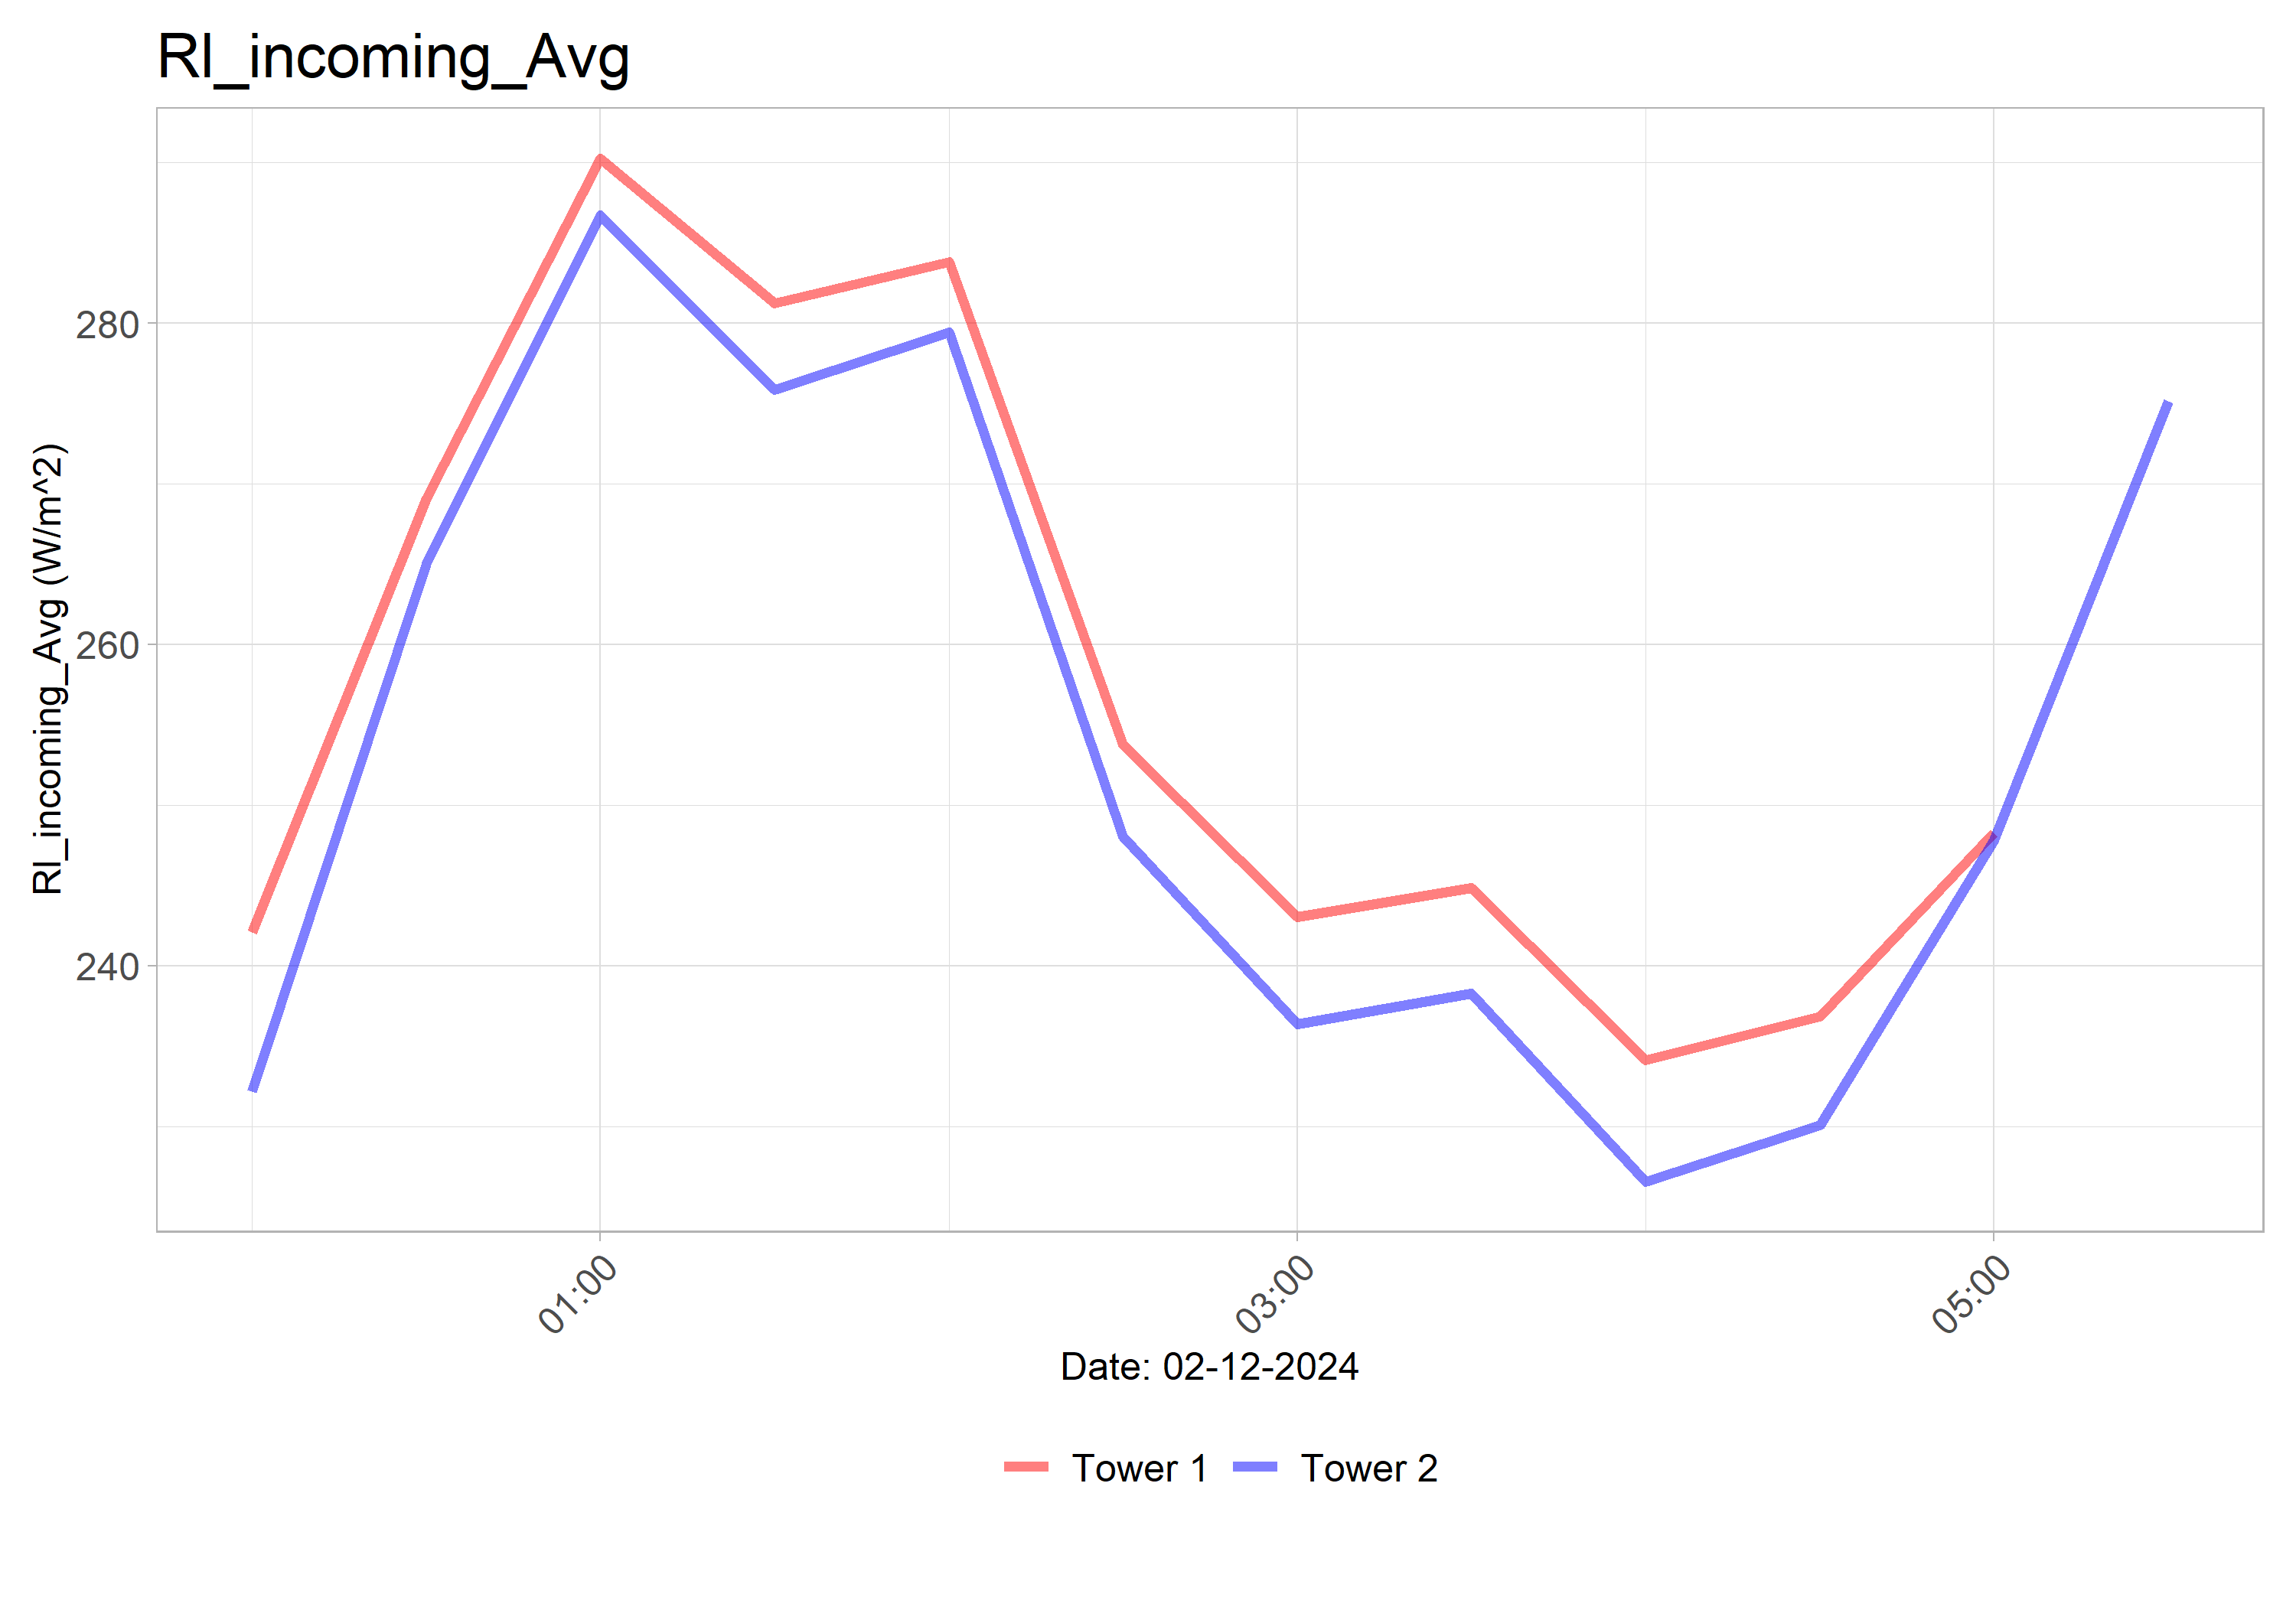 Rl_incoming_Avg
Rl_incoming_Avg (W/m^2)
280
260
240
01:00
03:00
05:00
Date: 02-12-2024
Tower 1
Tower 2